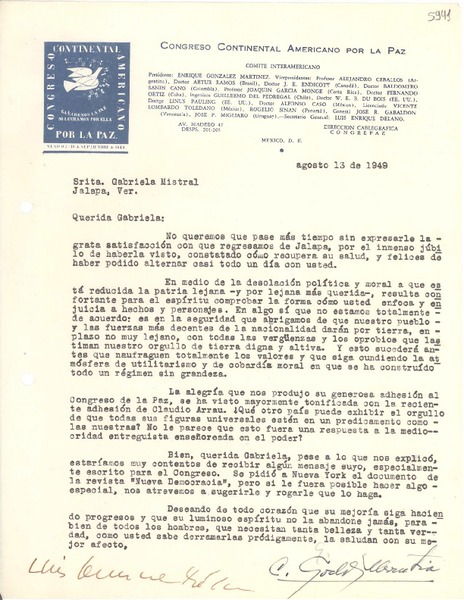 5941
CONGRESO CONTINENTAL AMERICANO
POR LA PAZ.
CONGRESO CONTINENTAL AMERICANO POR LA PAZ
COMITE INTERAMERICANO
Presidente: ENRIQUE GONZALEZ MARTINEZ. Vicepresidentes: Profesor ALEJANDRO CEBALLOS (Argentina), Doctor ARTUR RAMOS (Brasil), Doctor J. E. ENDICOTT (Canadá), Doctor BALDOMERO
SANIN CANO (Colombia), Profesor JOAQUIN GARCIA MONGE (Costa Rica), Doctor FERNANDO
ORTIZ (Cuba), Ingeniero GUILLERMO DEL PEDREGAL (Chile), Doctor W. E. B. DU BOIS (EE. UU.),
Doctor LINUS PAULING (EE. UU.), Doctor ALFONSO CASO (México), Licenciado VICENTE
LOMBARDO TOLEDANO (México), ROGELIO SINAN (Panamá), General JOSE R. GABALDON
(Venezuela), JOSE P. MIGLIARO (Uruguay).—Secretario General: LUIS ENRIQUE DELANO.
AV. MADERO 47
DESPS. 201-205
DIRECCION CABLEGRAFICA
CONGREPAZ
MEXICO, D. F.
agosto 13 de 1949
Srita. Gabriela Mistral
Jalapa, Ver.
Querida Gabriela:
No queremos que pase más tiempo sin expresarle la -
grata satisfacción con que regresamos de Jalapa, por el inmenso júbi
lo de haberla visto, constatado cómo recupera su salud, y felices de
haber podido alternar casi todo un día con usted.
En medio de la desolación política y moral a que es
tá reducida la patria lejana -y por lejana más querida-, resulta con
fortante para el espíritu comprobar la forma cómo usted enfoca y en
juicia a hechos y personajes. En algo sí que no estamos totalmente -
de acuerdo: es en la seguridad que abrigamos de que nuestro pueblo -
y las fuerzas más decentes de la nacionalidad darán por tierra, en-
plazo no muy lejano, con todas las vergüenzas y los oprobios que las
timan nuestro orgullo de tierra digna y altiva. Y esto sucederá an-
tes que naufraguen totalmente los valores y que siga cundiendo la at
mósfera de utilitarismo y de cobardía moral en que se ha construído
todo un régimen sin grandeza.
La alegría que nos produjo su generosa adhesión al
Congreso de la Paz, se ha visto mayormente tonificada con la recien-
te adhesión de Claudio Arrau. ¿Qué otro país puede exhibir el orgullo
de que todas sus figuras universales estén en un predicamento como-
las nuestras? No le parece que esto fuera una respuesta a la medio--
cridad entreguista enseñoreada en el poder?
Bien, querida Gabriela, pese a lo que nos explicó,
estaríamos muy contentos de recibir algún mensaje suyo, especialmen-
te escrito para el Congreso. Se pidió a Nueva York el documento de
la revista "Nueva Democracia", pero si le fuera posible hacer algo-
especial, nos atrevemos a sugerirle y rogarle que lo haga.
Deseando de todo corazón que su mejoría siga hacien
do progresos y que su luminoso espíritu no la abandone jamás, para-
bien de todos los hombres, que necesitan tanta belleza y tanta ver-
dad, como usted sabe derramarlas pródigamente, la saludan con su me-
jor afecto,